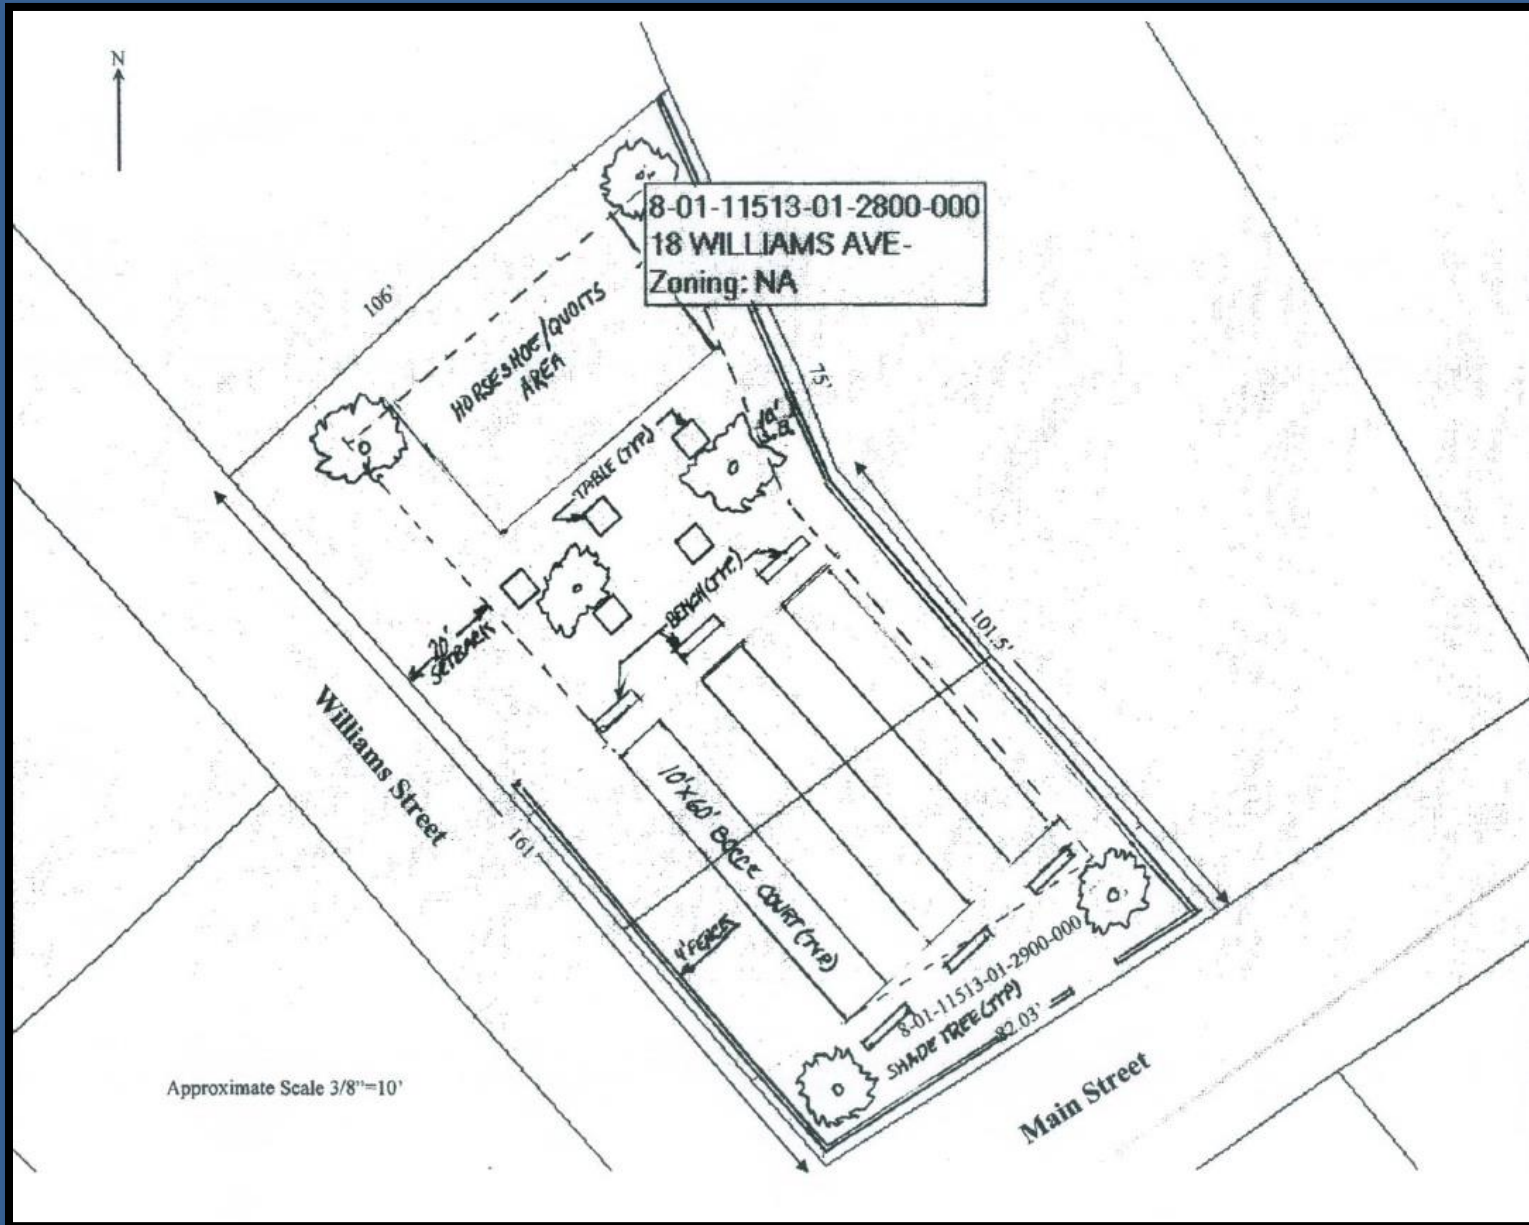 N
8-01-11513-01-2800-000
18 WILLIAMS AVE-
Zoning: NA
106'
HORSESHOE/QUOITS
AREA
75'
TABLE (TYP)
10'
S.B.
BENCH (TYP.)
101.5'
20'
SETBACK
Williams Street
161'
10'X60' BOCCE COURT (TYP)
4' FENCE
8-01-11513-01-2900-000
SHADE TREE (TYP)
82.03'
Main Street
Approximate Scale 3/8"=10'